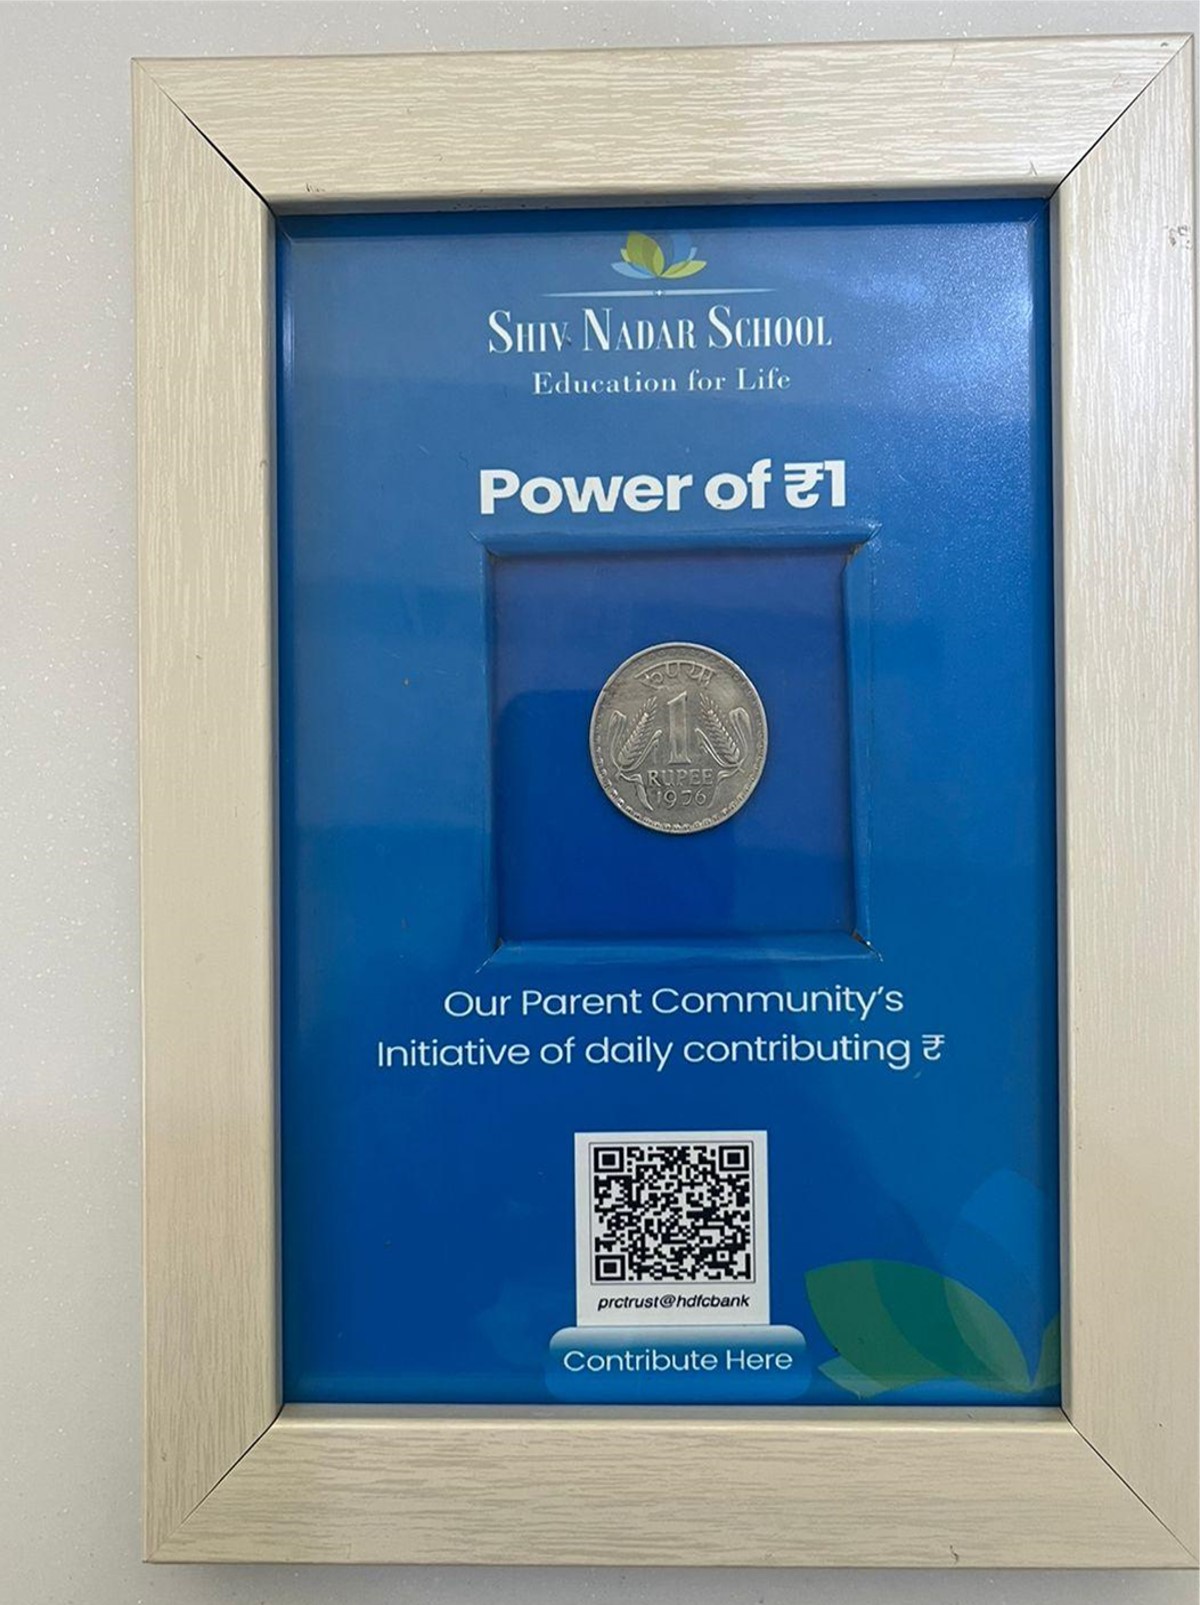 SHIV NADAR SCHOOL
Education for Life
Power of ₹1
रुपया
1
RUPEE
1976
Our Parent Community's
Initiative of daily contributing ₹
prctrust@hdfcbank
Contribute Here